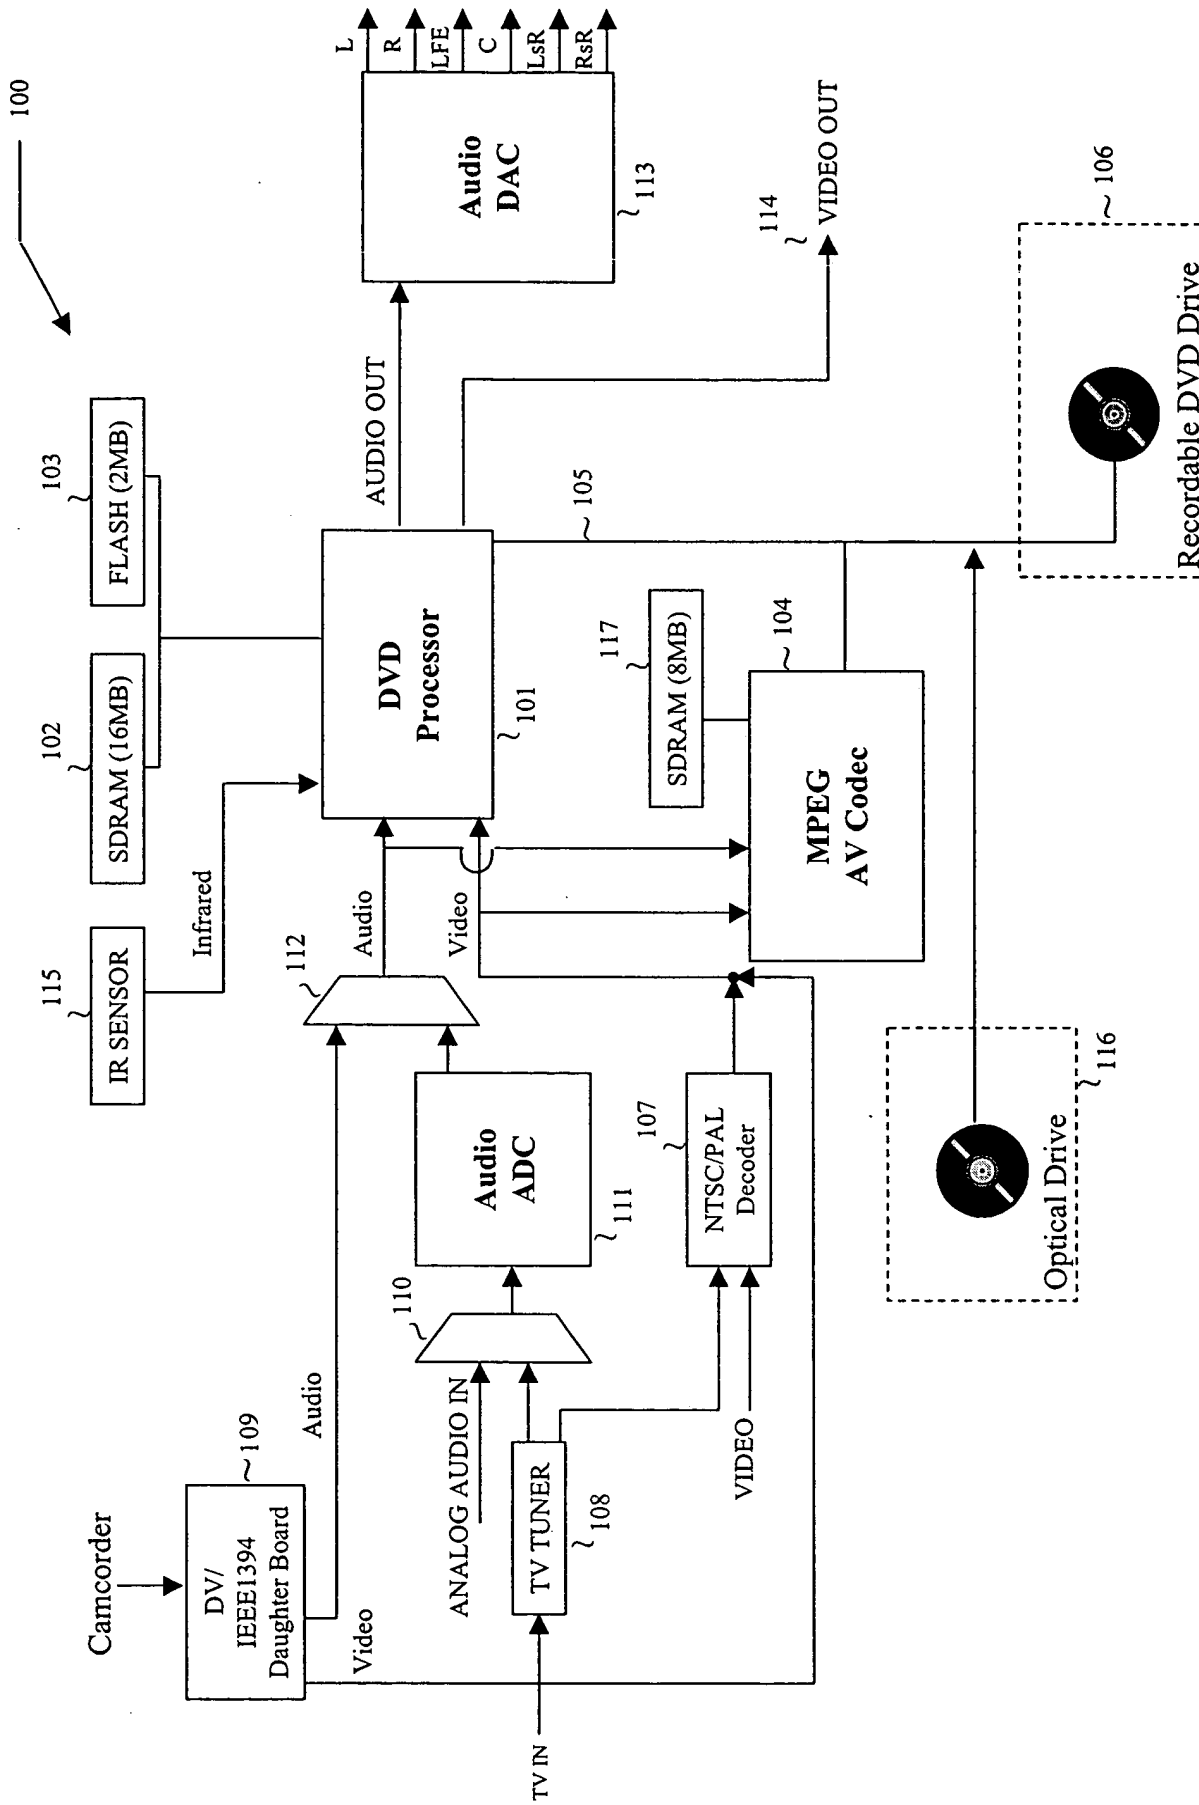 100
Camcorder
DV/
IEEE1394
Daughter Board
109
115
IR SENSOR
Infrared
102
SDRAM (16MB)
103
FLASH (2MB)
Audio
Video
112
Audio
Video
DVD
Processor
101
AUDIO OUT
Audio
DAC
113
L
R
LFE
C
LsR
RsR
ANALOG AUDIO IN
110
Audio
ADC
111
TV IN
TV TUNER
108
VIDEO
107
NTSC/PAL
Decoder
117
SDRAM (8MB)
104
MPEG
AV Codec
105
114
VIDEO OUT
Optical Drive
116
106
Recordable DVD Drive